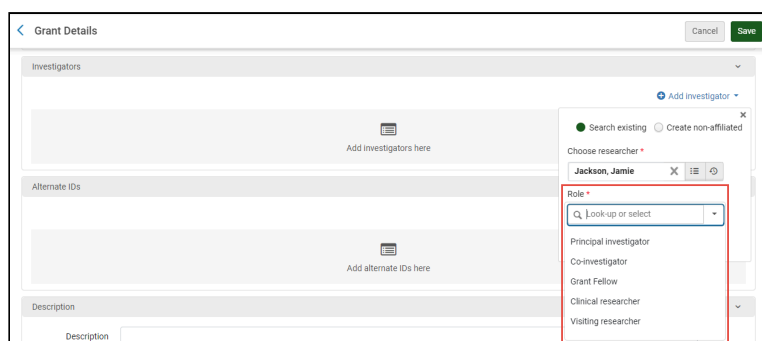 Grant Details
Cancel
Save
Investigators
Add investigator
Add investigators here
Search existing
Create non-affiliated
Choose researcher *
Jackson, Jamie
Alternate IDs
Role *
Look-up or select
Principal investigator
Co-investigator
Grant Fellow
Clinical researcher
Visiting researcher
Add alternate IDs here
Description
Description